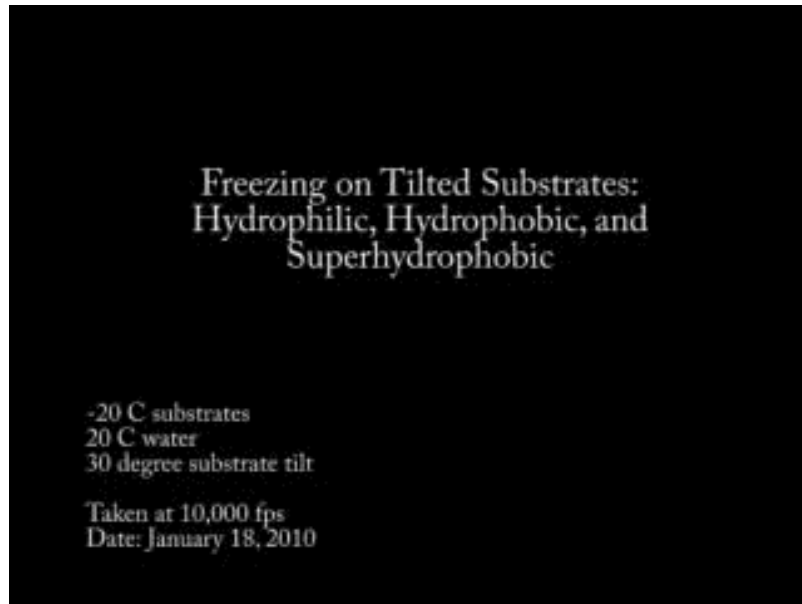 Freezing on Tilted Substrates:
Hydrophilic, Hydrophobic, and
Superhydrophobic
-20 C substrates
20 C water
30 degree substrate tilt
Taken at 10,000 fps
Date: January 18, 2010